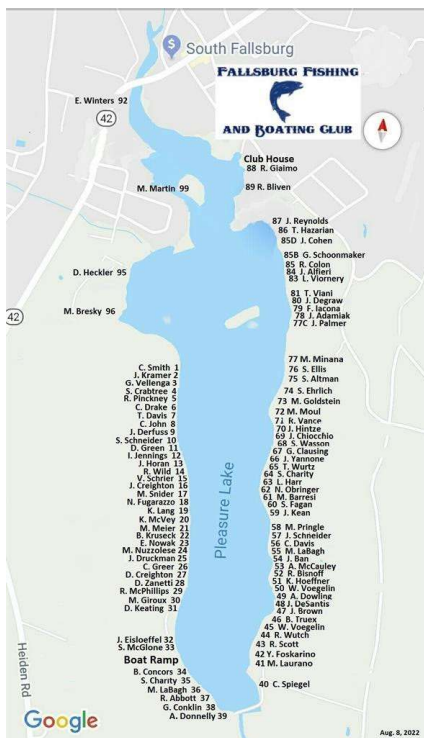 South Fallsburg
FALLSBURG FISHING
AND BOATING CLUB
E. Winters 92
42
Club House
88 R. Giaimo
89 R. Bliven
M. Martin 99
87 J. Reynolds
86 T. Hazarian
85D J. Cohen
85B G. Schoonmaker
85 R. Colon
84 J. Alfieri
83 L. Viornery
D. Heckler 95
81 T. Viani
80 J. Degraw
79 F. Iacona
78 J. Adamiak
77C J. Palmer
M. Bresky 96
42
77 M. Minana
76 S. Ellis
75 S. Altman
74 S. Ehrlich
73 M. Goldstein
72 M. Moul
71 R. Vance
70 J. Hintze
69 J. Chiocchio
68 S. Wasson
67 G. Clausing
66 J. Yannone
65 T. Wurtz
64 S. Charity
63 L. Harr
62 N. Obringer
61 M. Barresi
60 S. Fagan
59 J. Kean
58 M. Pringle
57 J. Schneider
56 C. Davis
55 M. LaBagh
54 J. Ban
53 A. McCauley
52 R. Bisnoff
51 K. Hoeffner
50 W. Voegelin
49 A. Dowling
48 J. DeSantis
47 J. Brown
46 B. Truex
45 W. Voegelin
44 R. Wutch
43 R. Scott
42 Y. Foskarino
41 M. Laurano
40 C. Spiegel
C. Smith 1
J. Kramer 2
G. Vellenga 3
S. Crabtree 4
R. Pinckney 5
C. Drake 6
T. Davis 7
C. John 8
J. Derfuss 9
S. Schneider 10
D. Green 11
I. Jennings 12
J. Horan 13
R. Wild 14
V. Schrier 15
J. Creighton 16
M. Snider 17
N. Fugarazzo 18
K. Lang 19
K. McVey 20
M. Meier 21
B. Kruseck 22
E. Nowak 23
M. Nuzzolese 24
J. Druckman 25
C. Greer 26
D. Creighton 27
D. Zanetti 28
R. McPhillips 29
M. Giroux 30
D. Keating 31
J. Eisloeffel 32
S. McGlone 33
Boat Ramp
B. Concors 34
S. Charity 35
M. LaBagh 36
R. Abbott 37
G. Conklin 38
A. Donnelly 39
Pleasure Lake
Heiden Rd
Google
Aug. 8, 2022